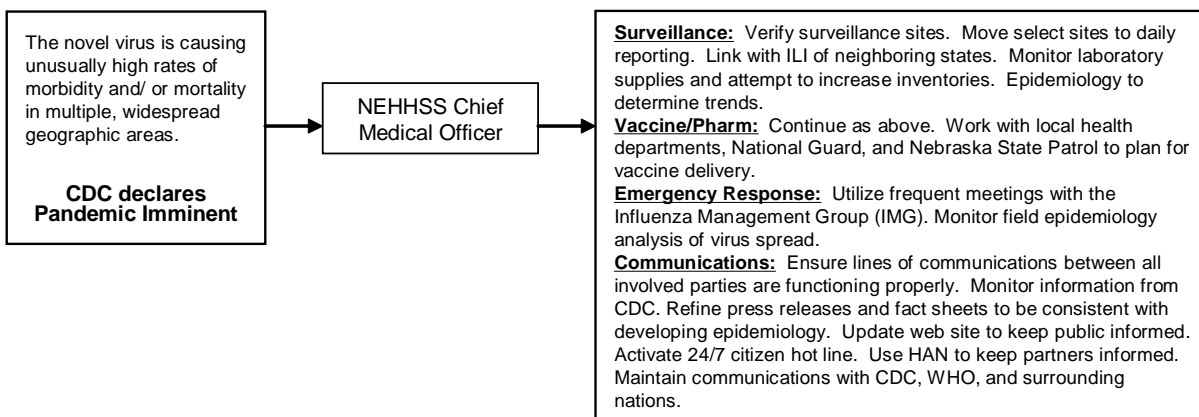 The novel virus is causing
unusually high rates of
morbidity and/ or mortality
in multiple, widespread
geographic areas.
CDC declares
Pandemic Imminent
NEHHSS Chief
Medical Officer
Surveillance: Verify surveillance sites. Move select sites to daily
reporting. Link with ILI of neighboring states. Monitor laboratory
supplies and attempt to increase inventories. Epidemiology to
determine trends.
Vaccine/Pharm: Continue as above. Work with local health
departments, National Guard, and Nebraska State Patrol to plan for
vaccine delivery.
Emergency Response: Utilize frequent meetings with the
Influenza Management Group (IMG). Monitor field epidemiology
analysis of virus spread.
Communications: Ensure lines of communications between all
involved parties are functioning properly. Monitor information from
CDC. Refine press releases and fact sheets to be consistent with
developing epidemiology. Update web site to keep public informed.
Activate 24/7 citizen hot line. Use HAN to keep partners informed.
Maintain communications with CDC, WHO, and surrounding
nations.